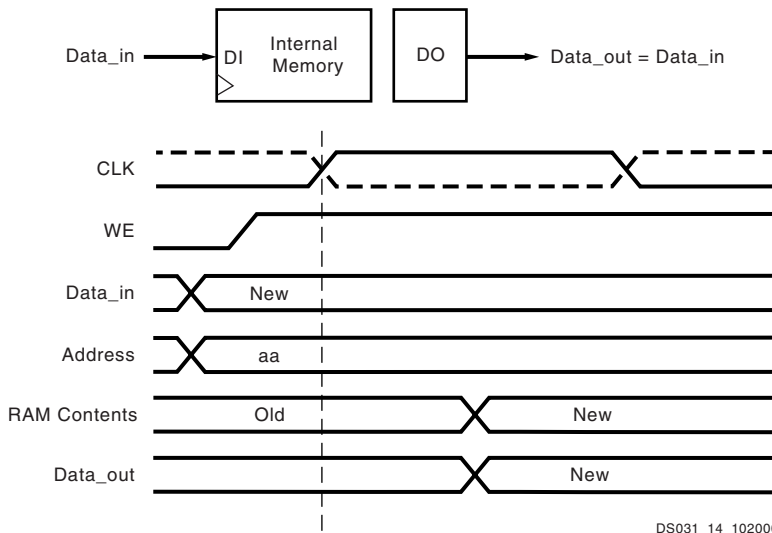 Data_in DI Internal Memory DO Data_out = Data_in
CLK
WE
Data_in New
Address aa
RAM Contents Old New
Data_out New
DS031_14_102000